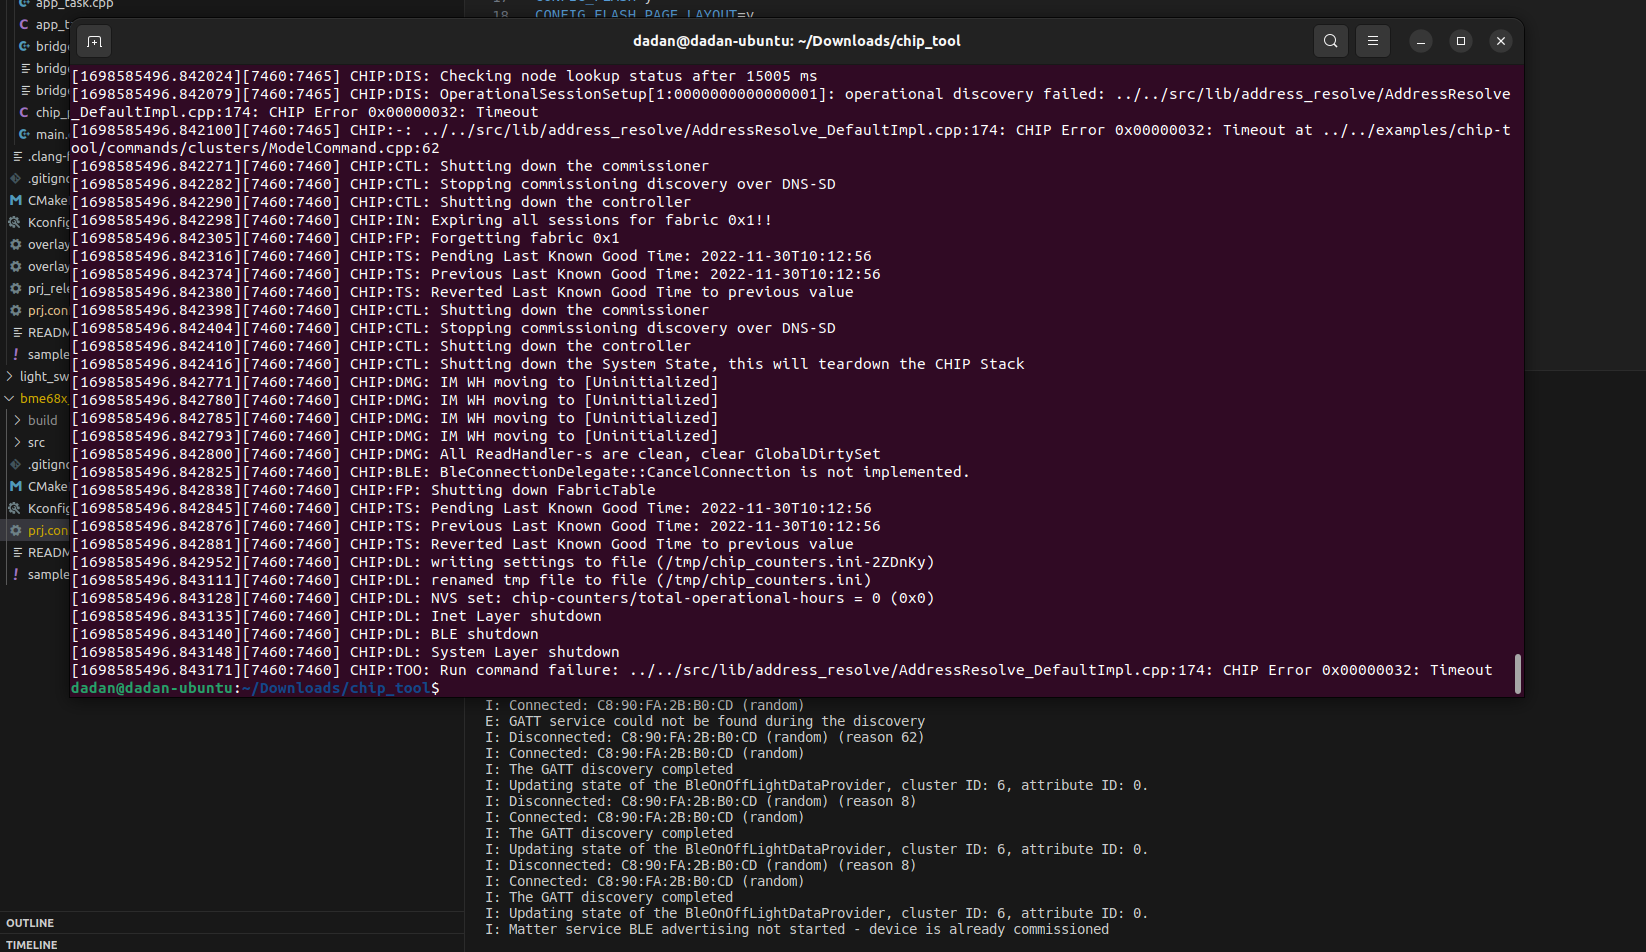 app_task.cpp
CONFIG_FLASH_PAGE_LAYOUT=y
18
app_t
bridg
bridg
bridg
chip_
main.
.clang-f
.gitigno
CMake
Kconfig
overlay
overlay
prj_rele
prj.con
READM
sample
light_sw
bme68x
build
src
.gitigno
CMake
Kconfig
prj.con
READM
sample
OUTLINE
TIMELINE
dadan@dadan-ubuntu: ~/Downloads/chip_tool
[1698585496.842024][7460:7465] CHIP:DIS: Checking node lookup status after 15005 ms
[1698585496.842079][7460:7465] CHIP:DIS: OperationalSessionSetup[1:0000000000000001]: operational discovery failed: ../../src/lib/address_resolve/AddressResolve
_DefaultImpl.cpp:174: CHIP Error 0x00000032: Timeout
[1698585496.842100][7460:7465] CHIP:-: ../../src/lib/address_resolve/AddressResolve_DefaultImpl.cpp:174: CHIP Error 0x00000032: Timeout at ../../examples/chip-t
ool/commands/clusters/ModelCommand.cpp:62
[1698585496.842271][7460:7460] CHIP:CTL: Shutting down the commissioner
[1698585496.842282][7460:7460] CHIP:CTL: Stopping commissioning discovery over DNS-SD
[1698585496.842290][7460:7460] CHIP:CTL: Shutting down the controller
[1698585496.842298][7460:7460] CHIP:IN: Expiring all sessions for fabric 0x1!!
[1698585496.842305][7460:7460] CHIP:FP: Forgetting fabric 0x1
[1698585496.842316][7460:7460] CHIP:TS: Pending Last Known Good Time: 2022-11-30T10:12:56
[1698585496.842374][7460:7460] CHIP:TS: Previous Last Known Good Time: 2022-11-30T10:12:56
[1698585496.842380][7460:7460] CHIP:TS: Reverted Last Known Good Time to previous value
[1698585496.842398][7460:7460] CHIP:CTL: Shutting down the commissioner
[1698585496.842404][7460:7460] CHIP:CTL: Stopping commissioning discovery over DNS-SD
[1698585496.842410][7460:7460] CHIP:CTL: Shutting down the controller
[1698585496.842416][7460:7460] CHIP:CTL: Shutting down the System State, this will teardown the CHIP Stack
[1698585496.842771][7460:7460] CHIP:DMG: IM WH moving to [Uninitialized]
[1698585496.842780][7460:7460] CHIP:DMG: IM WH moving to [Uninitialized]
[1698585496.842785][7460:7460] CHIP:DMG: IM WH moving to [Uninitialized]
[1698585496.842793][7460:7460] CHIP:DMG: IM WH moving to [Uninitialized]
[1698585496.842800][7460:7460] CHIP:DMG: All ReadHandler-s are clean, clear GlobalDirtySet
[1698585496.842825][7460:7460] CHIP:BLE: BleConnectionDelegate::CancelConnection is not implemented.
[1698585496.842838][7460:7460] CHIP:FP: Shutting down FabricTable
[1698585496.842845][7460:7460] CHIP:TS: Pending Last Known Good Time: 2022-11-30T10:12:56
[1698585496.842876][7460:7460] CHIP:TS: Previous Last Known Good Time: 2022-11-30T10:12:56
[1698585496.842881][7460:7460] CHIP:TS: Reverted Last Known Good Time to previous value
[1698585496.842952][7460:7460] CHIP:DL: writing settings to file (/tmp/chip_counters.ini-2ZDnKy)
[1698585496.843111][7460:7460] CHIP:DL: renamed tmp file to file (/tmp/chip_counters.ini)
[1698585496.843128][7460:7460] CHIP:DL: NVS set: chip-counters/total-operational-hours = 0 (0x0)
[1698585496.843135][7460:7460] CHIP:DL: Inet Layer shutdown
[1698585496.843140][7460:7460] CHIP:DL: BLE shutdown
[1698585496.843148][7460:7460] CHIP:DL: System Layer shutdown
[1698585496.843171][7460:7460] CHIP:TOO: Run command failure: ../../src/lib/address_resolve/AddressResolve_DefaultImpl.cpp:174: CHIP Error 0x00000032: Timeout
dadan@dadan-ubuntu:~/Downloads/chip_tool$
I: Connected: C8:90:FA:2B:B0:CD (random)
E: GATT service could not be found during the discovery
I: Disconnected: C8:90:FA:2B:B0:CD (random) (reason 62)
I: Connected: C8:90:FA:2B:B0:CD (random)
I: The GATT discovery completed
I: Updating state of the BleOnOffLightDataProvider, cluster ID: 6, attribute ID: 0.
I: Disconnected: C8:90:FA:2B:B0:CD (random) (reason 8)
I: Connected: C8:90:FA:2B:B0:CD (random)
I: The GATT discovery completed
I: Updating state of the BleOnOffLightDataProvider, cluster ID: 6, attribute ID: 0.
I: Disconnected: C8:90:FA:2B:B0:CD (random) (reason 8)
I: Connected: C8:90:FA:2B:B0:CD (random)
I: The GATT discovery completed
I: Updating state of the BleOnOffLightDataProvider, cluster ID: 6, attribute ID: 0.
I: Matter service BLE advertising not started - device is already commissioned